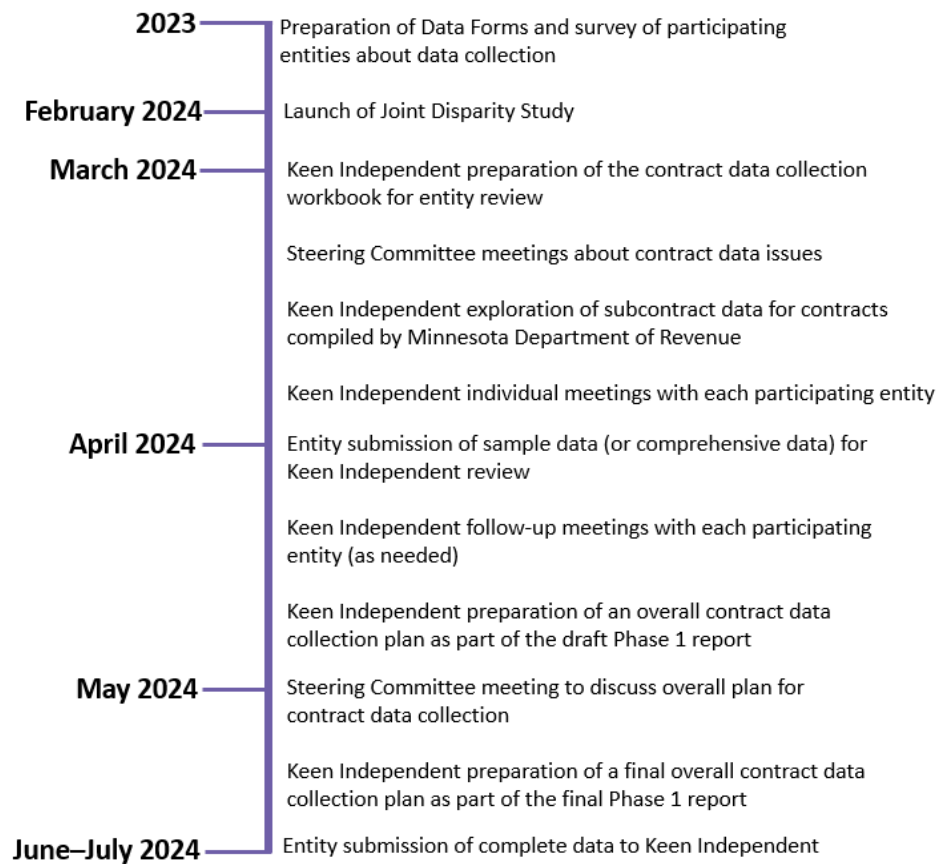 2023
Preparation of Data Forms and survey of participating
entities about data collection
February 2024
Launch of Joint Disparity Study
March 2024
Keen Independent preparation of the contract data collection
workbook for entity review
Steering Committee meetings about contract data issues
Keen Independent exploration of subcontract data for contracts
compiled by Minnesota Department of Revenue
Keen Independent individual meetings with each participating entity
April 2024
Entity submission of sample data (or comprehensive data) for
Keen Independent review
Keen Independent follow-up meetings with each participating
entity (as needed)
Keen Independent preparation of an overall contract data
collection plan as part of the draft Phase 1 report
May 2024
Steering Committee meeting to discuss overall plan for
contract data collection
Keen Independent preparation of a final overall contract data
collection plan as part of the final Phase 1 report
June–July 2024
Entity submission of complete data to Keen Independent